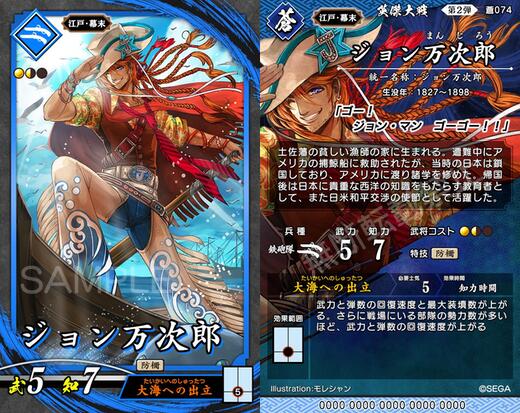 江戸・幕末
SAMPLE
ジョン万次郎
防柵
武5 知7
たいかいへのしゅったつ
大海への出立
5
蒼
江戸・幕末
英傑大戦
第2弾
蒼074
まん じ ろう
ジョン万次郎
統一名称:ジョン万次郎
生没年:1827~1898
「ゴー!
ジョン・マン ゴーゴー!!」
土佐藩の貧しい漁師の家に生まれる。遭難中にア
メリカの捕鯨船に救助されたが、当時の日本は鎖
国しており、アメリカに渡り諸学を修めた。帰国
後は日本に貴重な西洋の知識をもたらす教育者と
して、また日米和平交渉の使節として活躍した。
兵種 武力 知力 武将コスト
鉄砲隊 5 7 特技 防柵
たいかいへのしゅったつ 必要士気 効果時間
大海への出立 5 知力時間
効果範囲
武力と弾数の回復速度と最大装填数が上が
る。さらに戦場にいる部隊の勢力数が多い
ほど、武力と弾数の回復速度が上がる
Illustration:モレシャン
©SEGA
0000 0000 0000 0000 0000